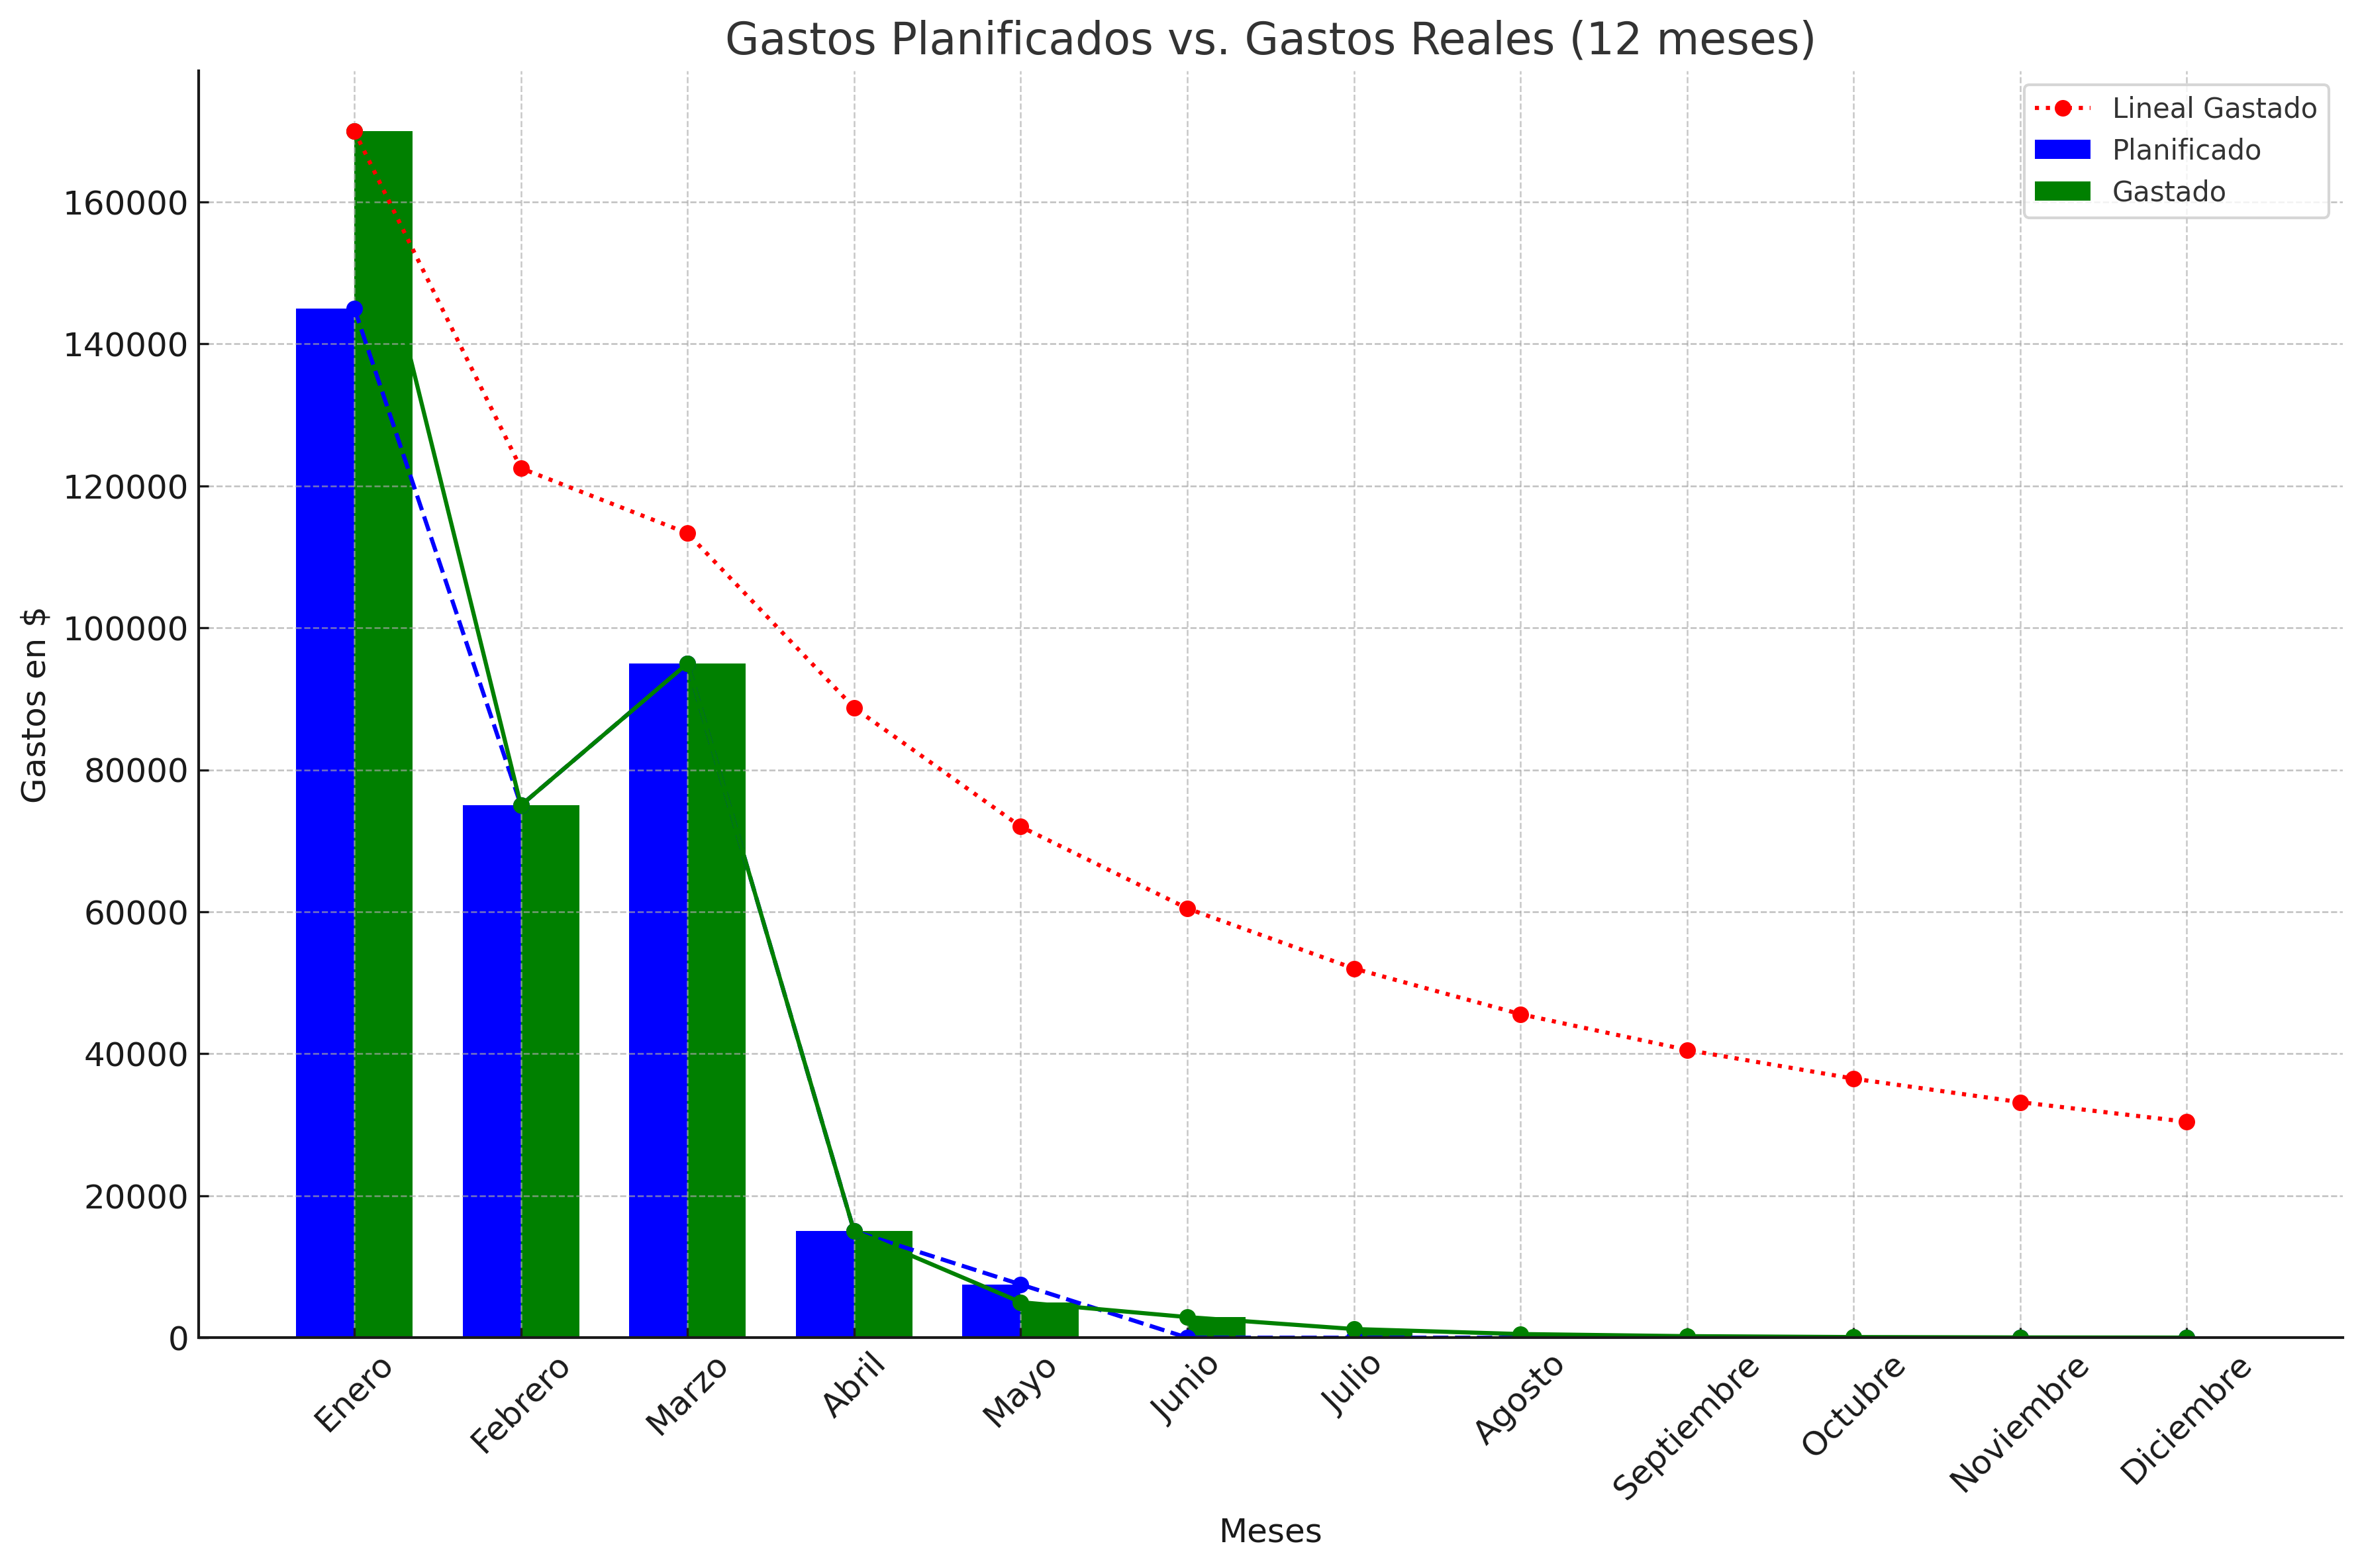 Gastos Planificados vs. Gastos Reales (12 meses)
Lineal Gastado
Planificado
Gastado
Gastos en $
160000
140000
120000
100000
80000
60000
40000
20000
0
Enero
Febrero
Marzo
Abril
Mayo
Junio
Julio
Agosto
Septiembre
Octubre
Noviembre
Diciembre
Meses